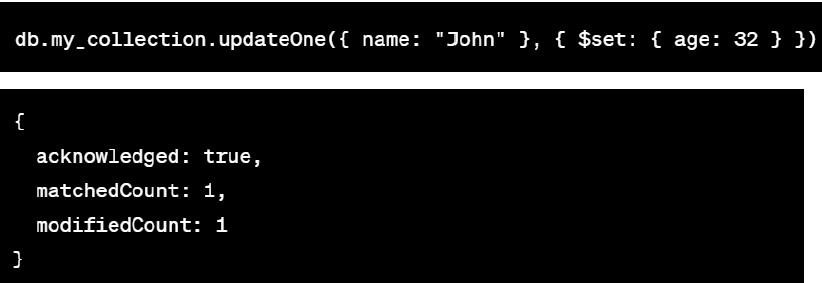 db.my_collection.updateOne({ name: "John" }, { $set: { age: 32 } })
{
  acknowledged: true,
  matchedCount: 1,
  modifiedCount: 1
}